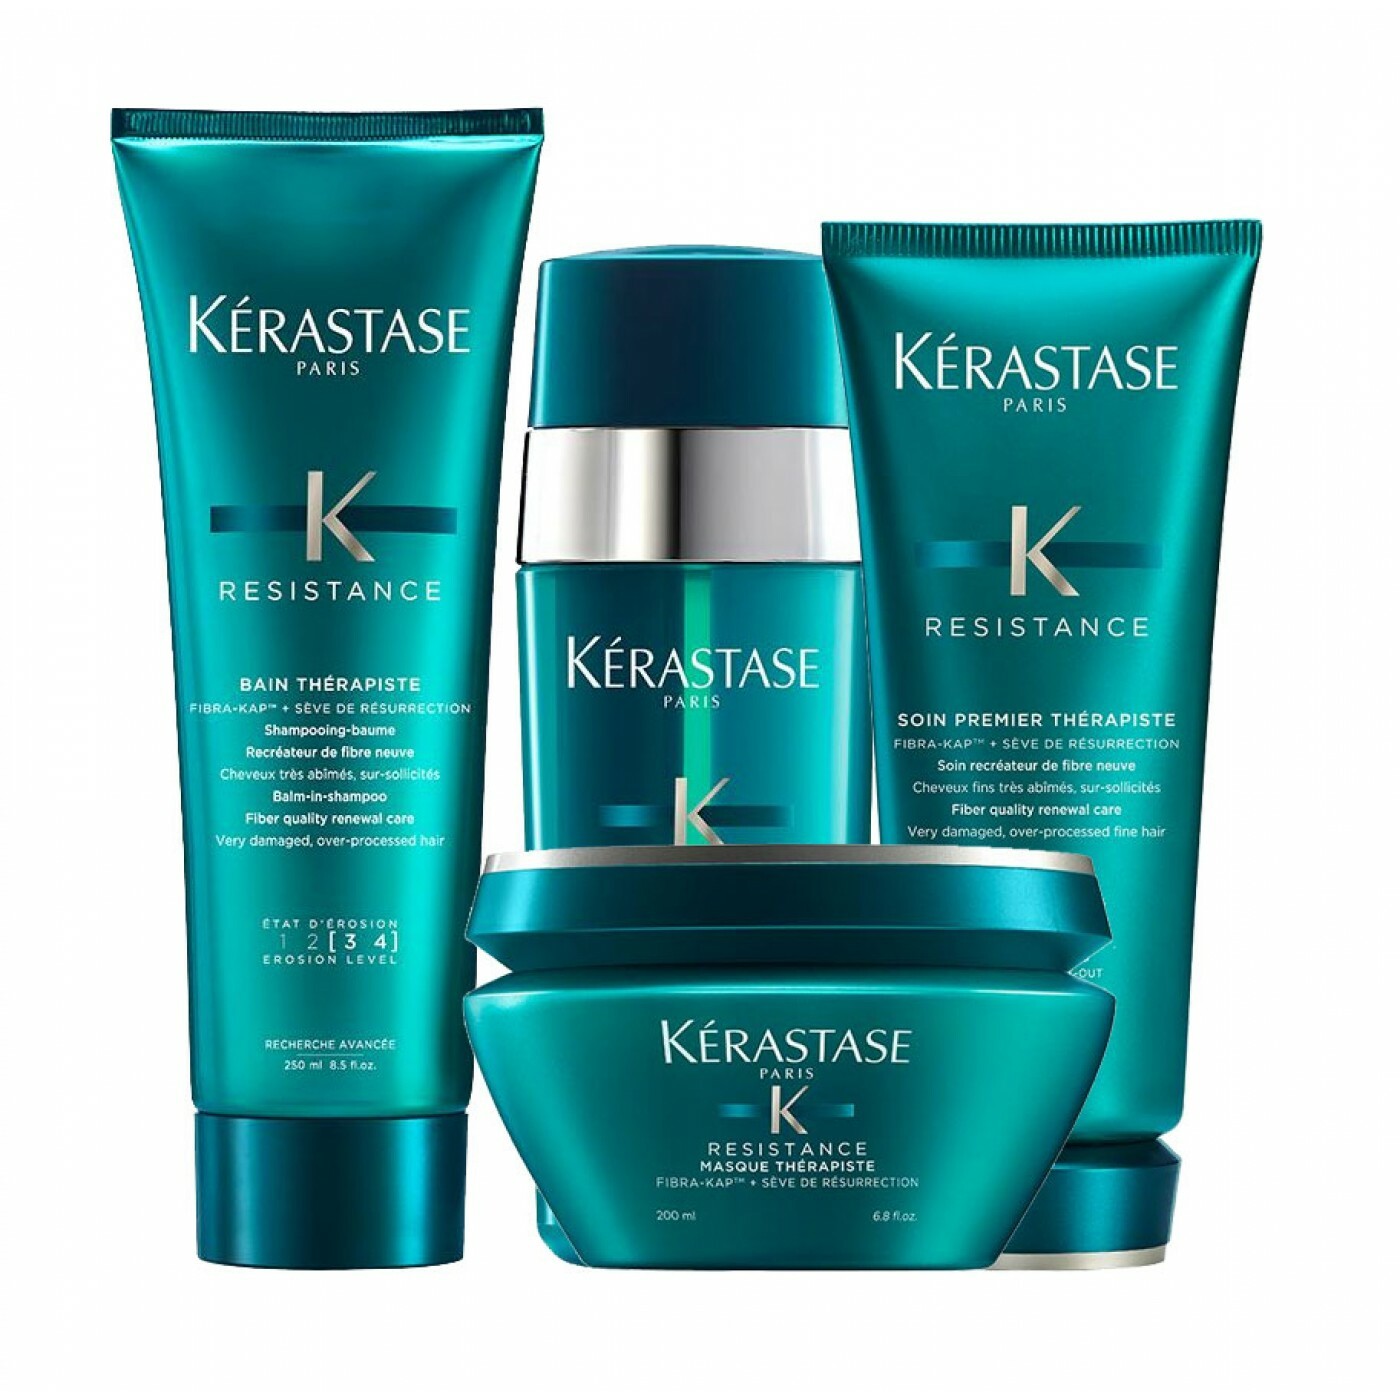 KÉRASTASE
PARIS
K
RESISTANCE
BAIN THÉRAPISTE
FIBRA-KAP™ + SÈVE DE RÉSURRECTION
Shampooing-baume
Recréateur de fibre neuve
Cheveux très abîmés, sur-sollicités
Balm-in-shampoo
Fiber quality renewal care
Very damaged, over-processed hair
ÉTAT D'ÉROSION
1 2 [3 4]
EROSION LEVEL
RECHERCHE AVANCÉE
250 ml 8.5 fl.oz.
KÉRASTASE
PARIS
K
KÉRASTASE
PARIS
K
RESISTANCE
SOIN PREMIER THÉRAPISTE
FIBRA-KAP™ + SÈVE DE RÉSURRECTION
Soin recréateur de fibre neuve
Cheveux fins très abîmés, sur-sollicités
Fiber quality renewal care
Very damaged, over-processed fine hair
-OUT
KÉRASTASE
PARIS
K
RESISTANCE
MASQUE THÉRAPISTE
FIBRA-KAP™ + SÈVE DE RÉSURRECTION
200 ml 6.8 fl.oz.